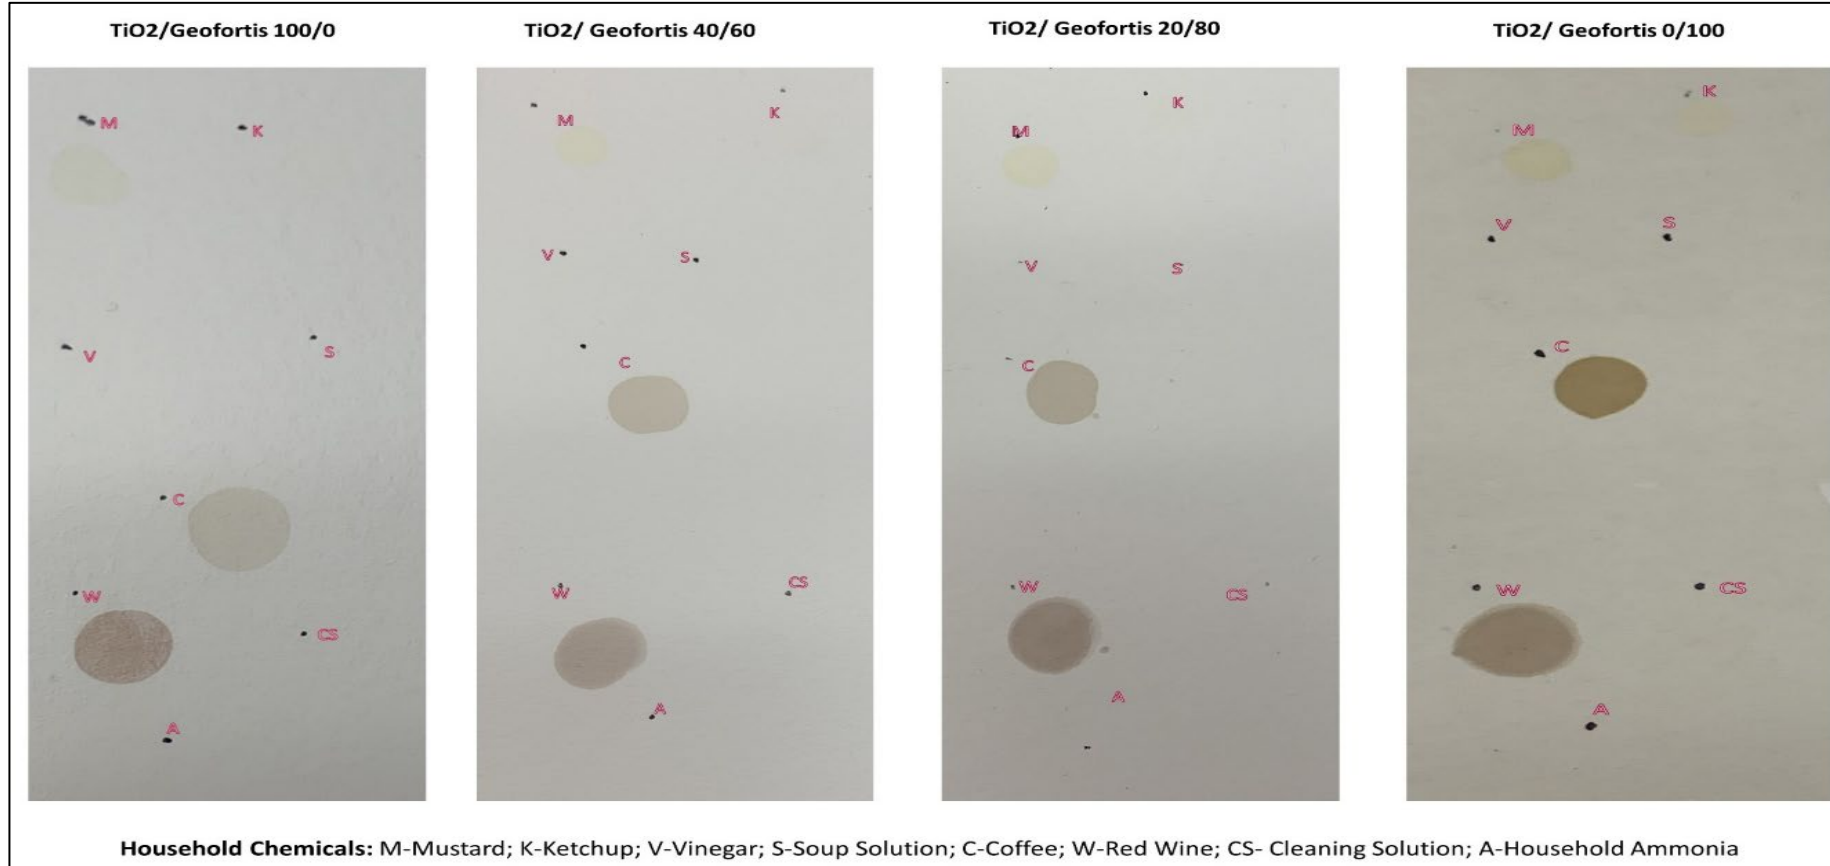 TiO2/Geofortis 100/0
TiO2/ Geofortis 40/60
TiO2/ Geofortis 20/80
TiO2/ Geofortis 0/100
M
K
V
S
C
W
CS
A
M
K
V
S
C
W
CS
A
M
K
V
S
C
W
CS
A
M
K
V
S
C
W
CS
A
Household Chemicals: M-Mustard; K-Ketchup; V-Vinegar; S-Soup Solution; C-Coffee; W-Red Wine; CS- Cleaning Solution; A-Household Ammonia